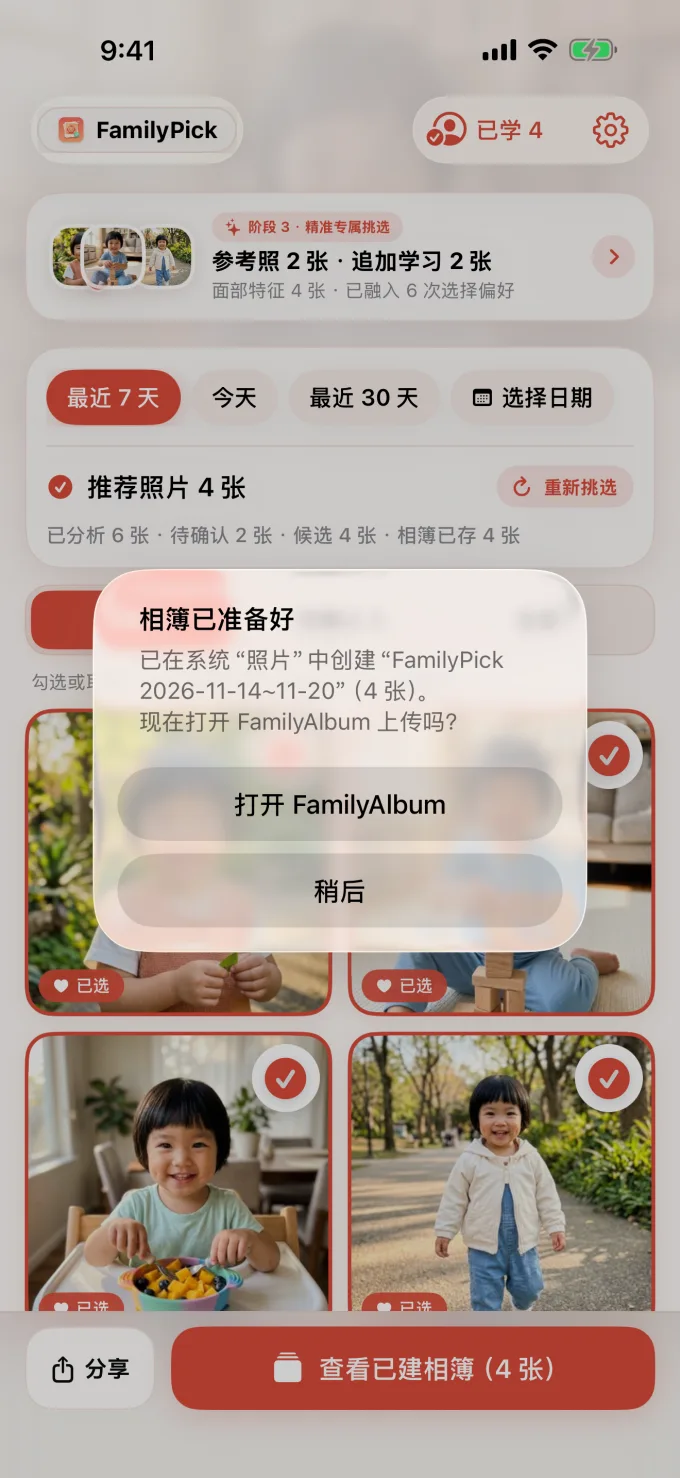 9:41
FamilyPick
已学 4
阶段 3 · 精准专属挑选
参考照 2 张 · 追加学习 2 张
面部特征 4 张 · 已融入 6 次选择偏好
最近 7 天
今天
最近 30 天
选择日期
推荐照片 4 张
重新挑选
已分析 6 张 · 待确认 2 张 · 候选 4 张 · 相簿已存 4 张
勾选或
相簿已准备好
已在系统“照片”中创建“FamilyPick
2026-11-14~11-20”（4 张）。
现在打开 FamilyAlbum 上传吗？
打开 FamilyAlbum
稍后
已选
已选
已选
已选
分享
查看已建相簿（4 张）